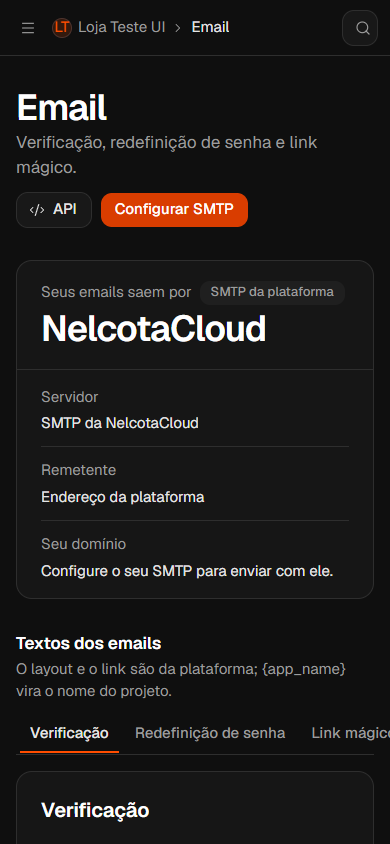 LT Loja Teste UI > Email
Email
Verificação, redefinição de senha e link
mágico.
</> API
Configurar SMTP
Seus emails saem por SMTP da plataforma
NelcotaCloud
Servidor
SMTP da NelcotaCloud
Remetente
Endereço da plataforma
Seu domínio
Configure o seu SMTP para enviar com ele.
Textos dos emails
O layout e o link são da plataforma; {app_name}
vira o nome do projeto.
Verificação Redefinição de senha Link mágico
Verificação